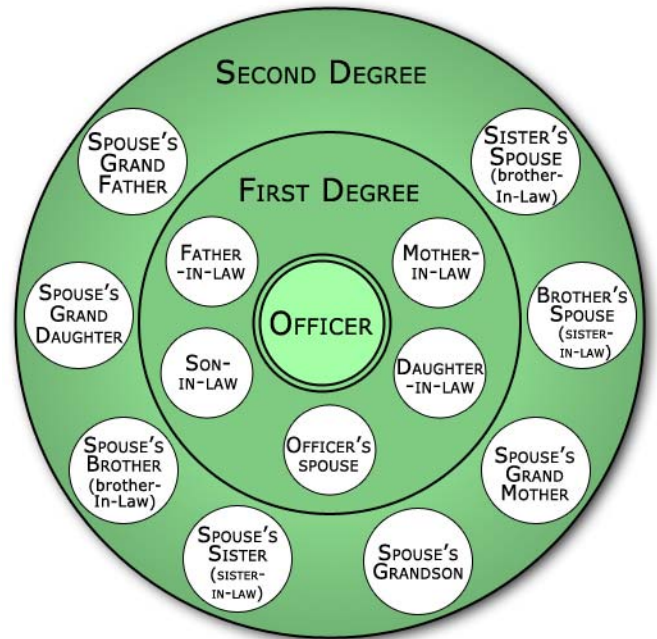 SECOND DEGREE
SPOUSE'S
GRAND
FATHER
SISTER'S
SPOUSE
(brother-
In-Law)
FIRST DEGREE
FATHER
-IN-LAW
MOTHER-
IN-LAW
SPOUSE'S
GRAND
DAUGHTER
OFFICER
BROTHER'S
SPOUSE
(SISTER-
IN-LAW)
SON-
IN-LAW
DAUGHTER
-IN-LAW
SPOUSE'S
BROTHER
(brother-
In-Law)
OFFICER'S
SPOUSE
SPOUSE'S
GRAND
MOTHER
SPOUSE'S
SISTER
(SISTER-
IN-LAW)
SPOUSE'S
GRANDSON